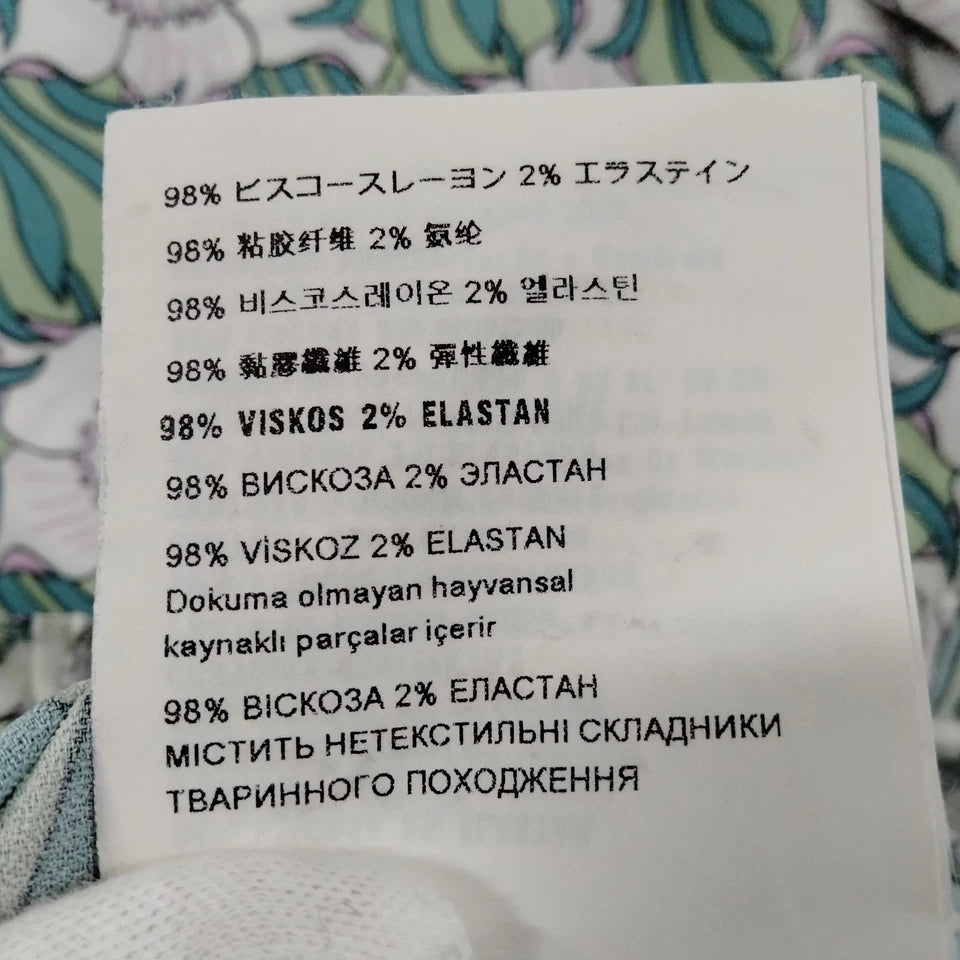 98% ビスコースレーヨン 2% エラステイン
98% 粘胶纤维 2% 氨纶
98% 비스코스레이온 2% 엘라스틴
98% 黏膠纖維 2% 彈性纖維
98% VISKOS 2% ELASTAN
98% ВИСКОЗА 2% ЭЛАСТАН
98% VİSKOZ 2% ELASTAN
Dokuma olmayan hayvansal
kaynaklı parçalar içerir
98% ВІСКОЗА 2% ЕЛАСТАН
МІСТИТЬ НЕТЕКСТИЛЬНІ СКЛАДНИКИ
ТВАРИННОГО ПОХОДЖЕННЯ